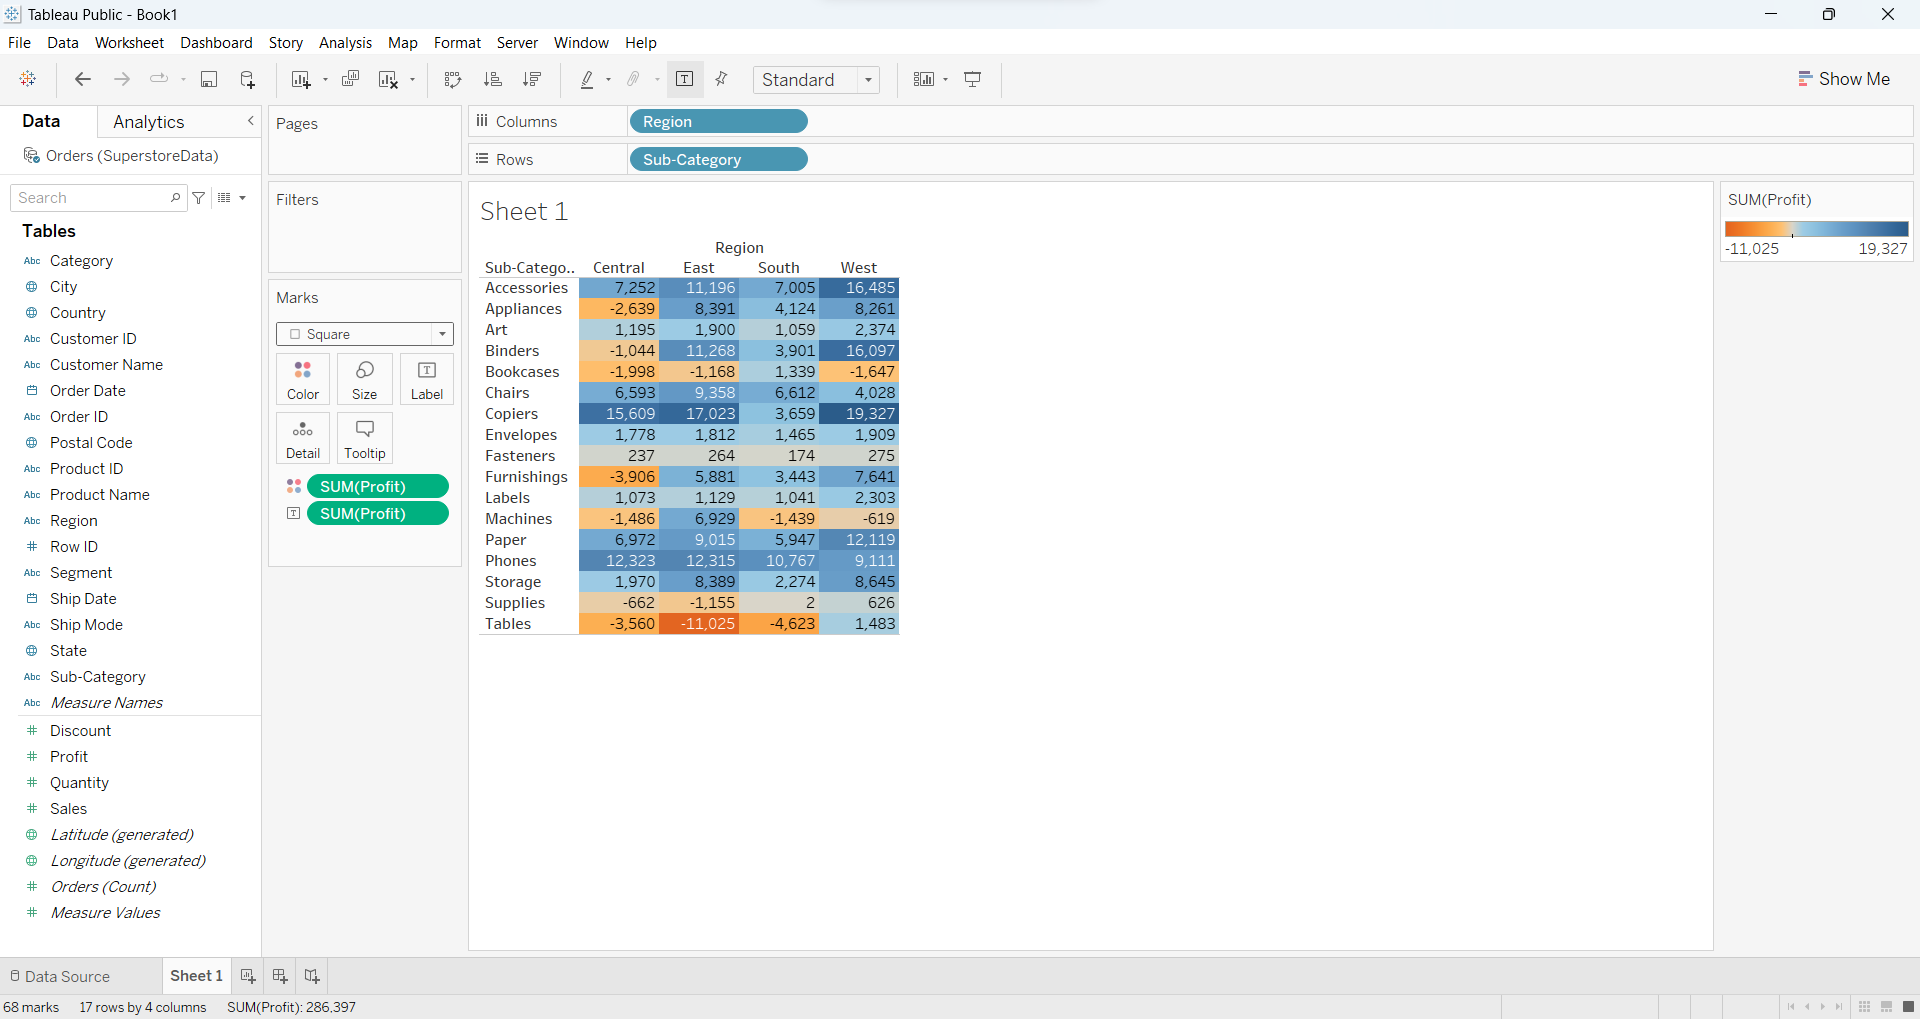 Tableau Public - Book1
File Data Worksheet Dashboard Story Analysis Map Format Server Window Help
Standard
Show Me
Data Analytics
Orders (SuperstoreData)
Search
Tables
Abc Category
City
Country
Abc Customer ID
Abc Customer Name
Order Date
Abc Order ID
Postal Code
Abc Product ID
Abc Product Name
Abc Region
# Row ID
Abc Segment
Ship Date
Abc Ship Mode
State
Abc Sub-Category
Abc Measure Names
# Discount
# Profit
# Quantity
# Sales
Latitude (generated)
Longitude (generated)
# Orders (Count)
# Measure Values
Pages
Filters
Marks
Square
Color Size Label
Detail Tooltip
SUM(Profit)
SUM(Profit)
Columns Region
Rows Sub-Category
Sheet 1
Region
Sub-Catego.. Central East South West
Accessories 7,252 11,196 7,005 16,485
Appliances -2,639 8,391 4,124 8,261
Art 1,195 1,900 1,059 2,374
Binders -1,044 11,268 3,901 16,097
Bookcases -1,998 -1,168 1,339 -1,647
Chairs 6,593 9,358 6,612 4,028
Copiers 15,609 17,023 3,659 19,327
Envelopes 1,778 1,812 1,465 1,909
Fasteners 237 264 174 275
Furnishings -3,906 5,881 3,443 7,641
Labels 1,073 1,129 1,041 2,303
Machines -1,486 6,929 -1,439 -619
Paper 6,972 9,015 5,947 12,119
Phones 12,323 12,315 10,767 9,111
Storage 1,970 8,389 2,274 8,645
Supplies -662 -1,155 2 626
Tables -3,560 -11,025 -4,623 1,483
SUM(Profit)
-11,025 19,327
Data Source Sheet 1
68 marks 17 rows by 4 columns SUM(Profit): 286,397